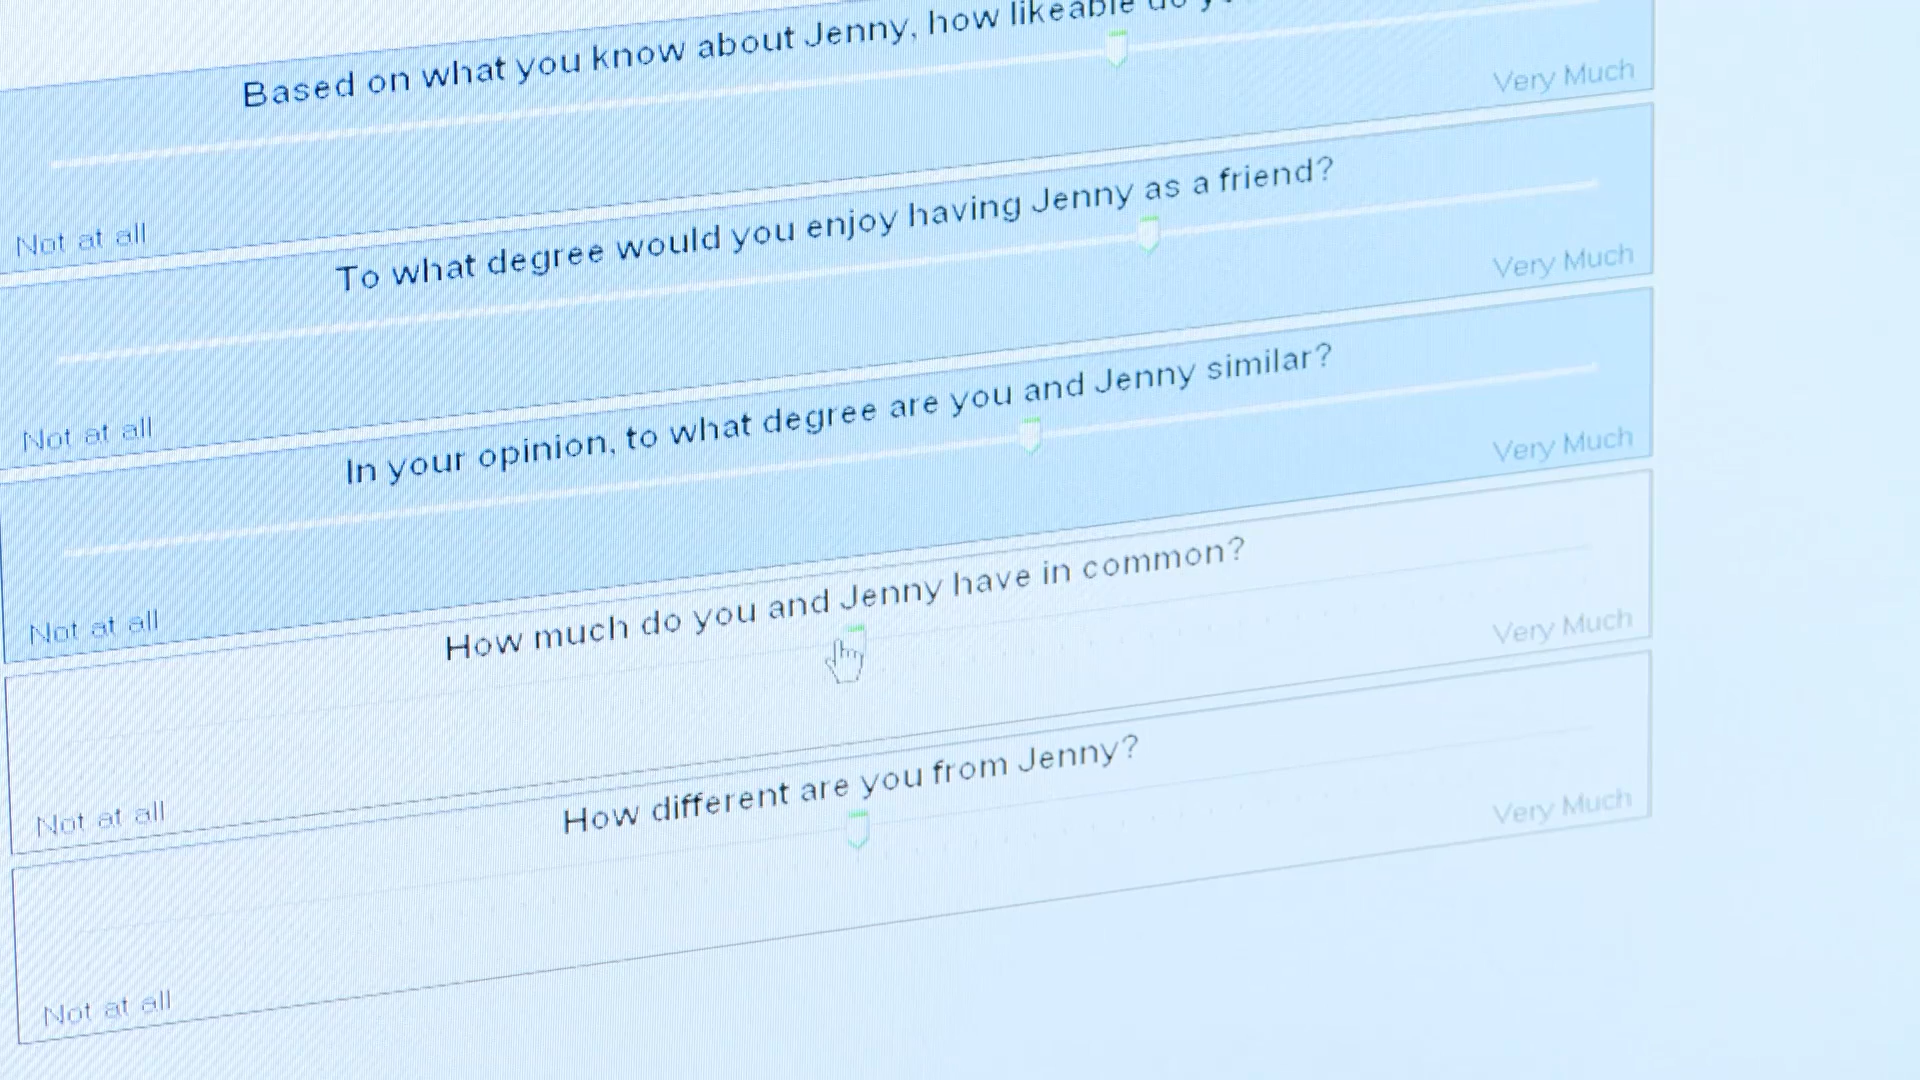 Based on what you know about Jenny, how likeable do
Not at all
Very Much
To what degree would you enjoy having Jenny as a friend?
Not at all
Very Much
In your opinion, to what degree are you and Jenny similar?
Not at all
Very Much
How much do you and Jenny have in common?
Not at all
Very Much
How different are you from Jenny?
Not at all
Very Much